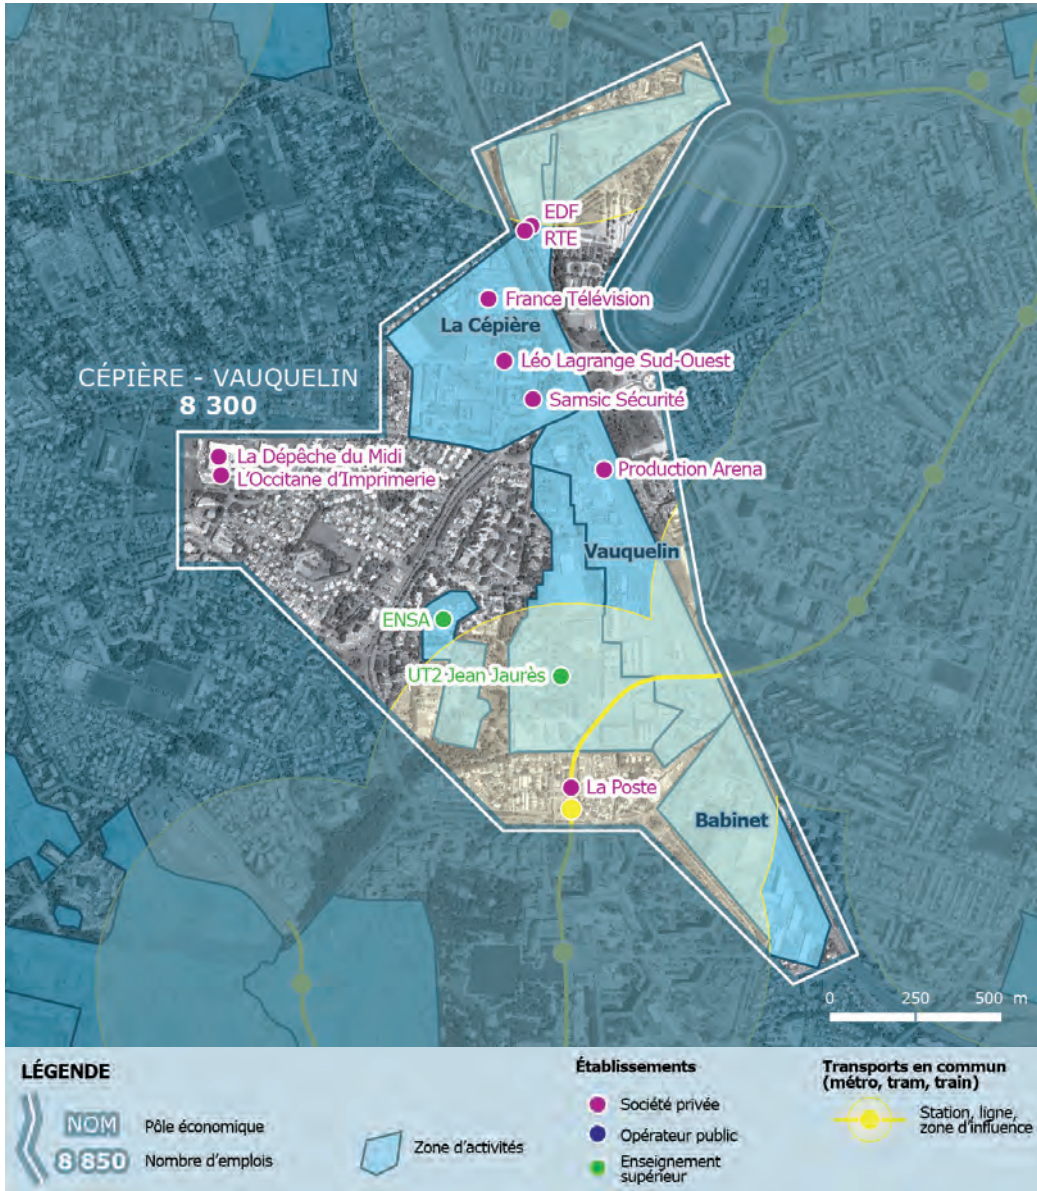 EDF
RTE
France Télévision
La Cépière
Léo Lagrange Sud-Ouest
CÉPIÈRE - VAUQUELIN
8 300
Samsic Sécurité
La Dépêche du Midi
L'Occitane d'Imprimerie
Production Arena
Vauquelin
ENSA
UT2 Jean Jaurès
La Poste
Babinet
0 250 500 m
LÉGENDE
NOM
Pôle économique
8 850
Nombre d'emplois
Zone d'activités
Établissements
Société privée
Opérateur public
Enseignement
supérieur
Transports en commun
(métro, tram, train)
Station, ligne,
zone d'influence